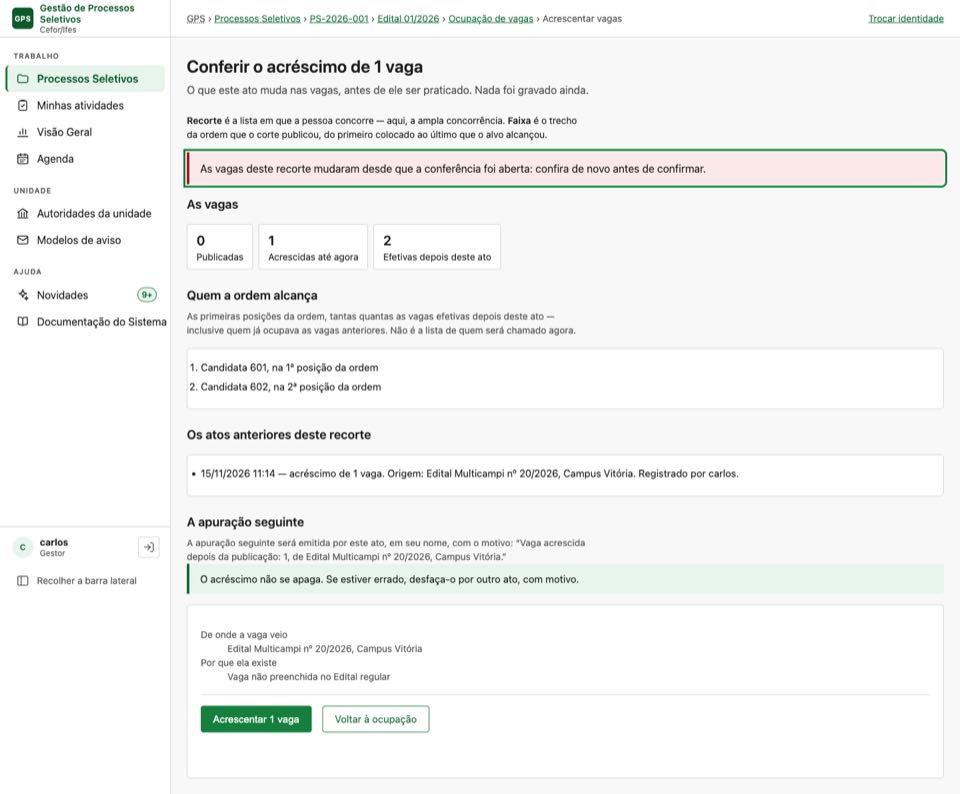 GPS
Gestão de Processos
Seletivos
Cefor/Ifes
GPS › Processos Seletivos › PS-2026-001 › Edital 01/2026 › Ocupação de vagas › Acrescentar vagas
Trocar identidade
TRABALHO
Processos Seletivos
Minhas atividades
Visão Geral
Agenda
UNIDADE
Autoridades da unidade
Modelos de aviso
AJUDA
Novidades
9+
Documentação do Sistema
C
carlos
Gestor
Recolher a barra lateral
Conferir o acréscimo de 1 vaga
O que este ato muda nas vagas, antes de ele ser praticado. Nada foi gravado ainda.
Recorte é a lista em que a pessoa concorre — aqui, a ampla concorrência. Faixa é o trecho
da ordem que o corte publicou, do primeiro colocado ao último que o alvo alcançou.
As vagas deste recorte mudaram desde que a conferência foi aberta: confira de novo antes de confirmar.
As vagas
0
Publicadas
1
Acrescidas até agora
2
Efetivas depois deste ato
Quem a ordem alcança
As primeiras posições da ordem, tantas quantas as vagas efetivas depois deste ato —
inclusive quem já ocupava as vagas anteriores. Não é a lista de quem será chamado agora.
1. Candidata 601, na 1ª posição da ordem
2. Candidata 602, na 2ª posição da ordem
Os atos anteriores deste recorte
• 15/11/2026 11:14 — acréscimo de 1 vaga. Origem: Edital Multicampi nº 20/2026, Campus Vitória. Registrado por carlos.
A apuração seguinte
A apuração seguinte será emitida por este ato, em seu nome, com o motivo: "Vaga acrescida
depois da publicação: 1, de Edital Multicampi nº 20/2026, Campus Vitória."
O acréscimo não se apaga. Se estiver errado, desfaça-o por outro ato, com motivo.
De onde a vaga veio
Edital Multicampi nº 20/2026, Campus Vitória
Por que ela existe
Vaga não preenchida no Edital regular
Acrescentar 1 vaga
Voltar à ocupação